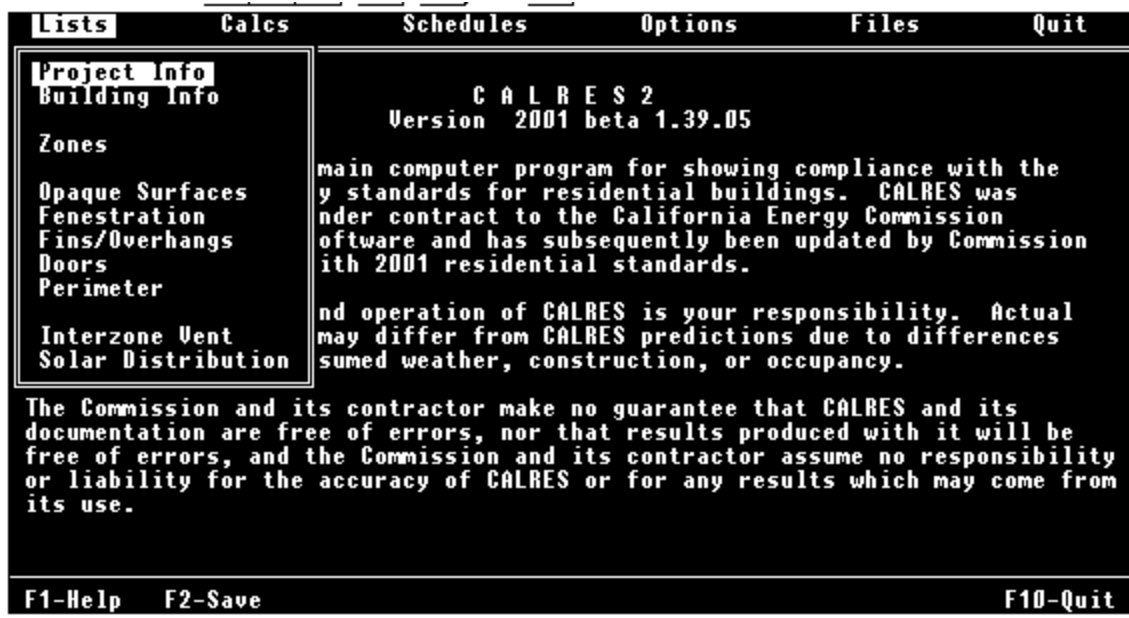 Lists Calcs Schedules Options Files Quit
Project Info
Building Info
Zones
Opaque Surfaces
Fenestration
Fins/Overhangs
Doors
Perimeter
Interzone Vent
Solar Distribution
C A L R E S 2
Version 2001 beta 1.39.05
main computer program for showing compliance with the
y standards for residential buildings. CALRES was
nder contract to the California Energy Commission
oftware and has subsequently been updated by Commission
ith 2001 residential standards.
nd operation of CALRES is your responsibility. Actual
may differ from CALRES predictions due to differences
sumed weather, construction, or occupancy.
The Commission and its contractor make no guarantee that CALRES and its
documentation are free of errors, nor that results produced with it will be
free of errors, and the Commission and its contractor assume no responsibility
or liability for the accuracy of CALRES or for any results which may come from
its use.
F1-Help F2-Save F10-Quit